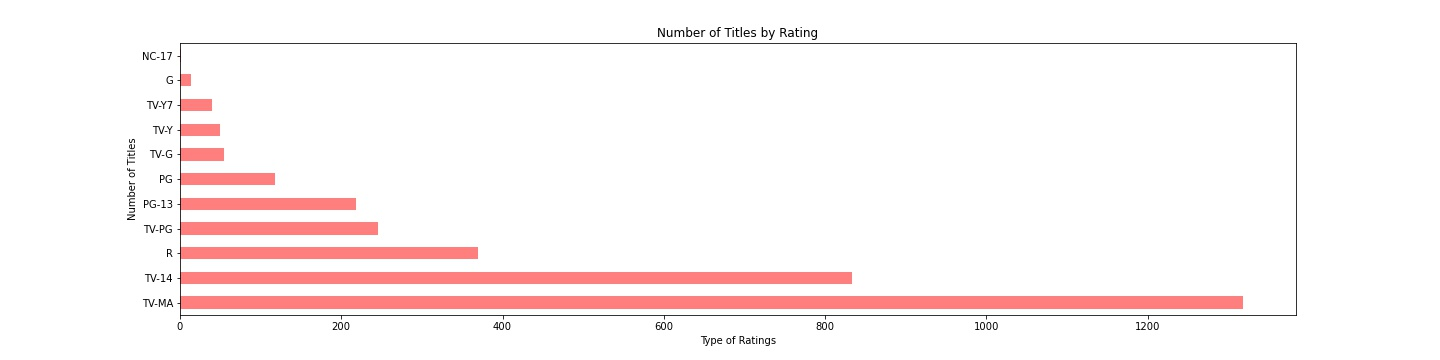 Number of Titles by Rating
Number of Titles
NC-17
G
TV-Y7
TV-Y
TV-G
PG
PG-13
TV-PG
R
TV-14
TV-MA
0 200 400 600 800 1000 1200
Type of Ratings